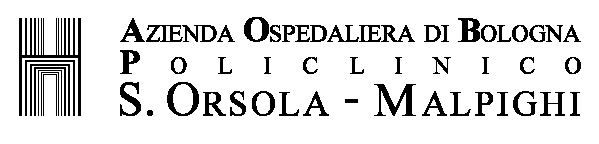 AZIENDA OSPEDALIERA DI BOLOGNA
POLICLINICO
S. ORSOLA - MALPIGHI